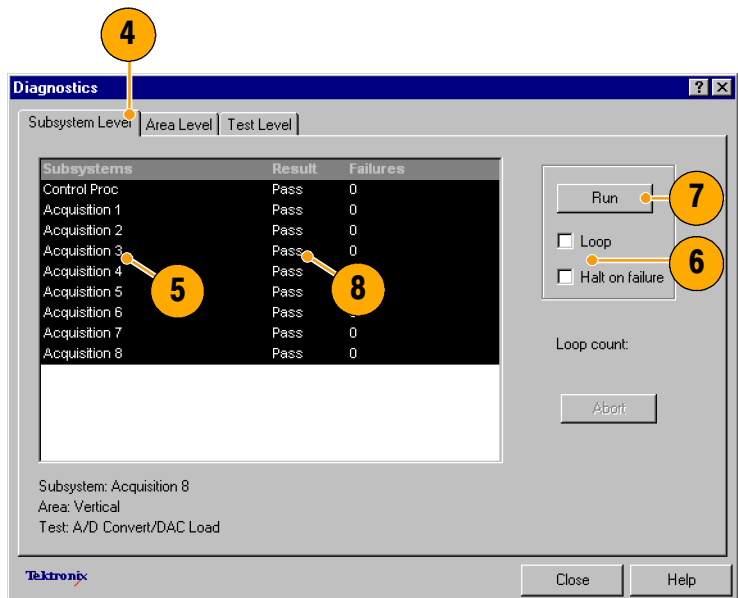 4
Diagnostics
Subsystem Level Area Level Test Level
Subsystems Result Failures
Control Proc Pass 0
Acquisition 1 Pass 0
Acquisition 2 Pass 0
Acquisition 3 Pass 0
Acquisition 4 Pass
Acquisition 5 Pass
Acquisition 6 Pass
Acquisition 7 Pass 0
Acquisition 8 Pass 0
5
8
Run
7
Loop
6
Halt on failure
Loop count:
Abort
Subsystem: Acquisition 8
Area: Vertical
Test: A/D Convert/DAC Load
Tektronix
Close Help